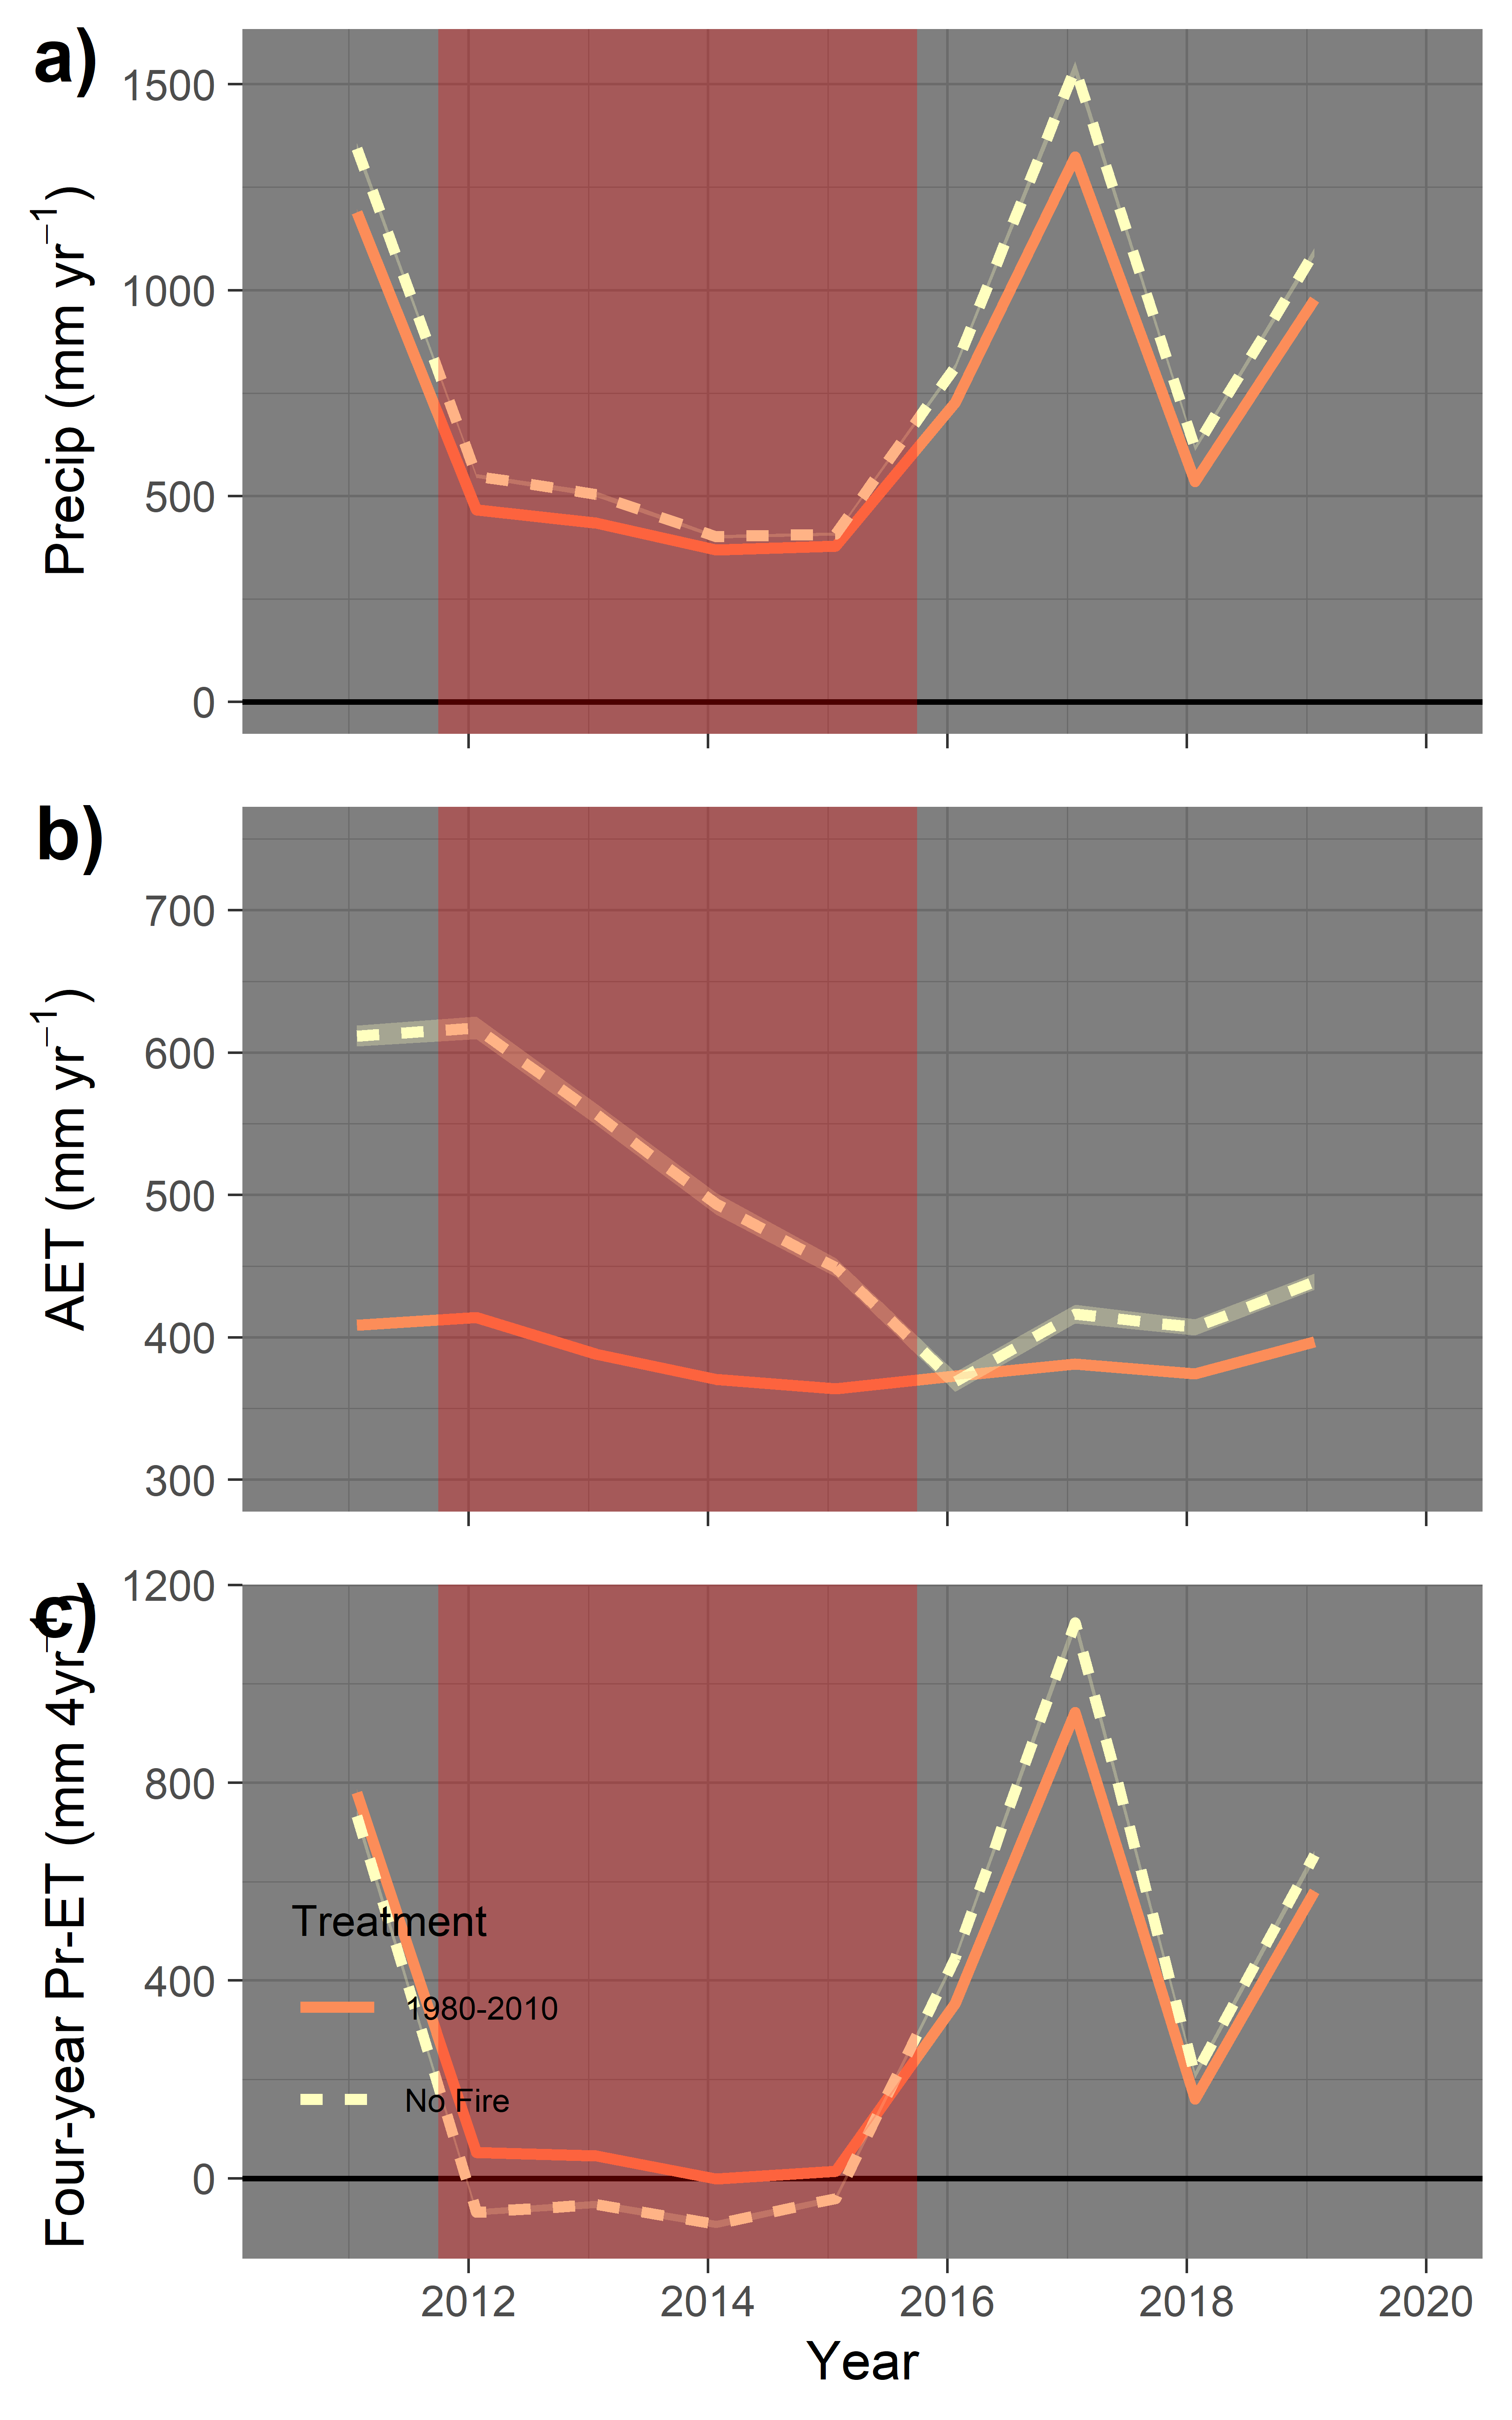 a)
Precip (mm yr⁻¹)
1500
1000
500
0
b)
AET (mm yr⁻¹)
700
600
500
400
300
c)
Four-year Pr-ET (mm 4yr⁻¹)
1200
800
400
0
Treatment
1980-2010
No Fire
2012 2014 2016 2018 2020
Year